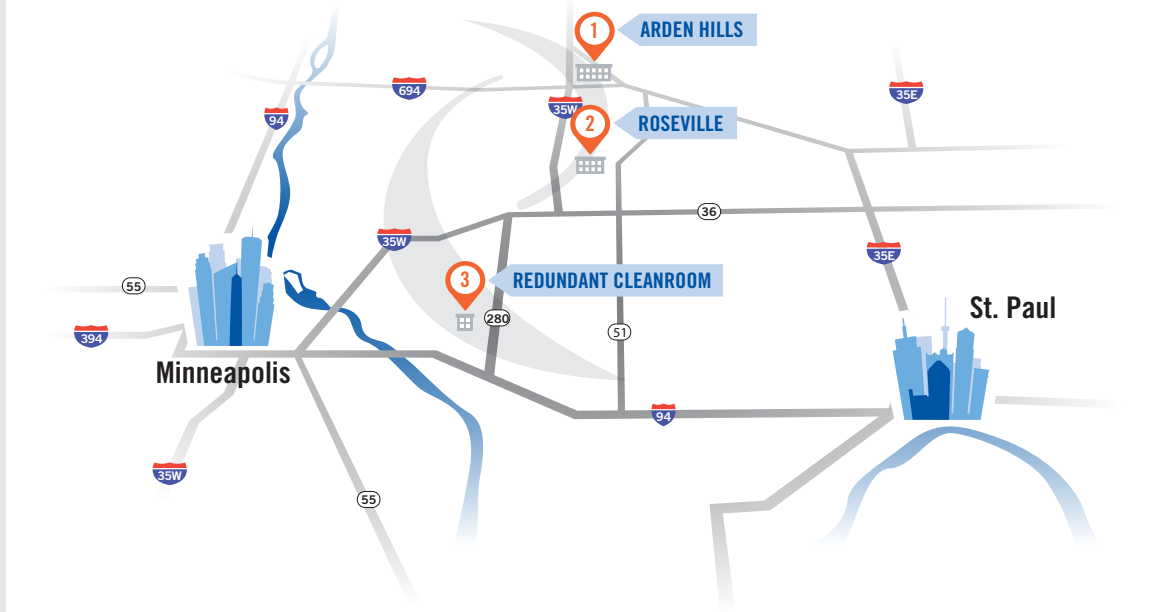 1
ARDEN HILLS
694
35E
94
35W
2
ROSEVILLE
36
35W
35E
3
REDUNDANT CLEANROOM
55
280
St. Paul
51
394
Minneapolis
94
35W
55